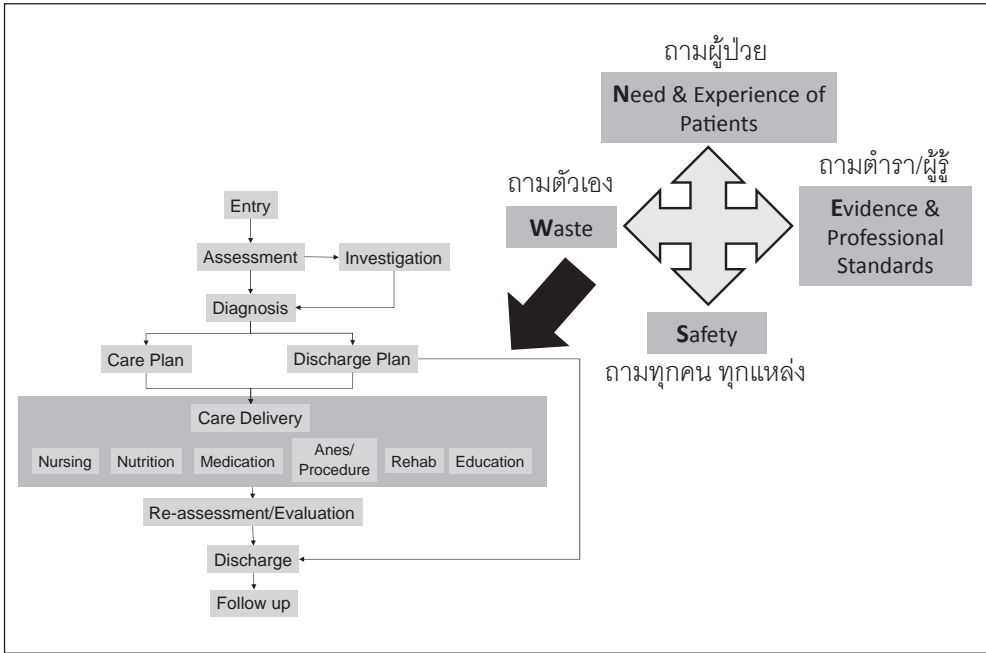 ถามผู้ป่วย
Need & Experience of
Patients
ถามตำรา/ผู้รู้
Evidence &
Professional
Standards
ถามตัวเอง
Waste
Safety
ถามทุกคน ทุกแหล่ง
Entry
Assessment
Investigation
Diagnosis
Care Plan
Discharge Plan
Care Delivery
Nursing
Nutrition
Medication
Anes/
Procedure
Rehab
Education
Re-assessment/Evaluation
Discharge
Follow up